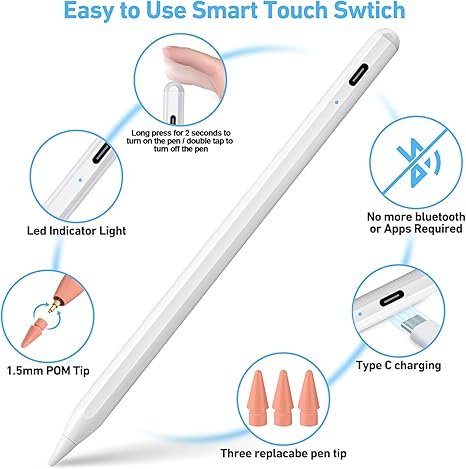 Easy to Use Smart Touch Swtich
Long press for 2 seconds to
turn on the pen / double tap to
turn off the pen
Led Indicator Light
No more bluetooth
or Apps Required
1.5mm POM Tip
Type C charging
Three replacabe pen tip